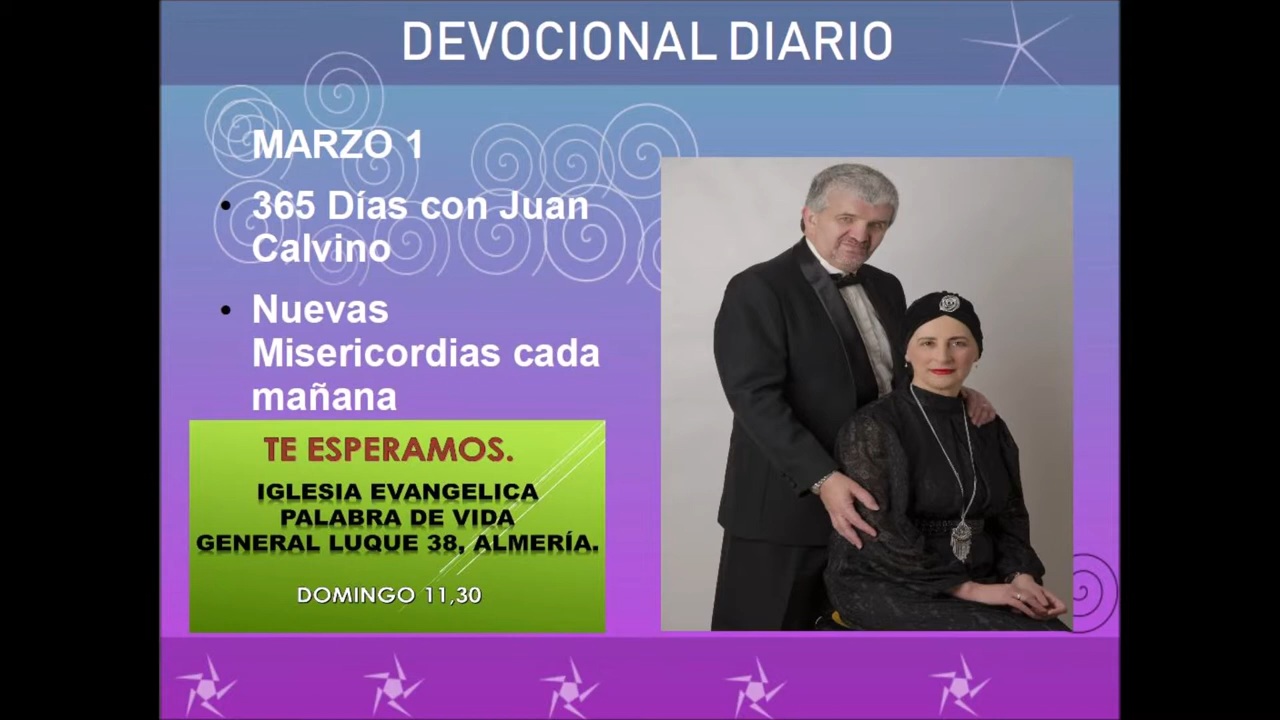 DEVOCIONAL DIARIO
MARZO 1
• 365 Días con Juan
Calvino
• Nuevas
Misericordias cada
mañana
TE ESPERAMOS.
IGLESIA EVANGELICA
PALABRA DE VIDA
GENERAL LUQUE 38, ALMERÍA.
DOMINGO 11,30